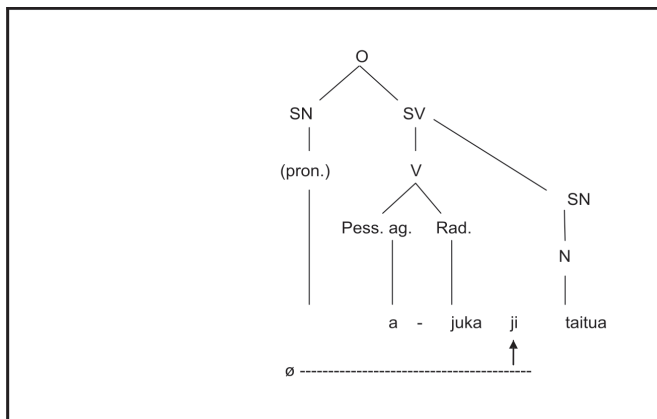 O
SN SV
(pron.) V
SN
Pess. ag. Rad.
N
a - juka ji taitua
ø ------------------------------------------